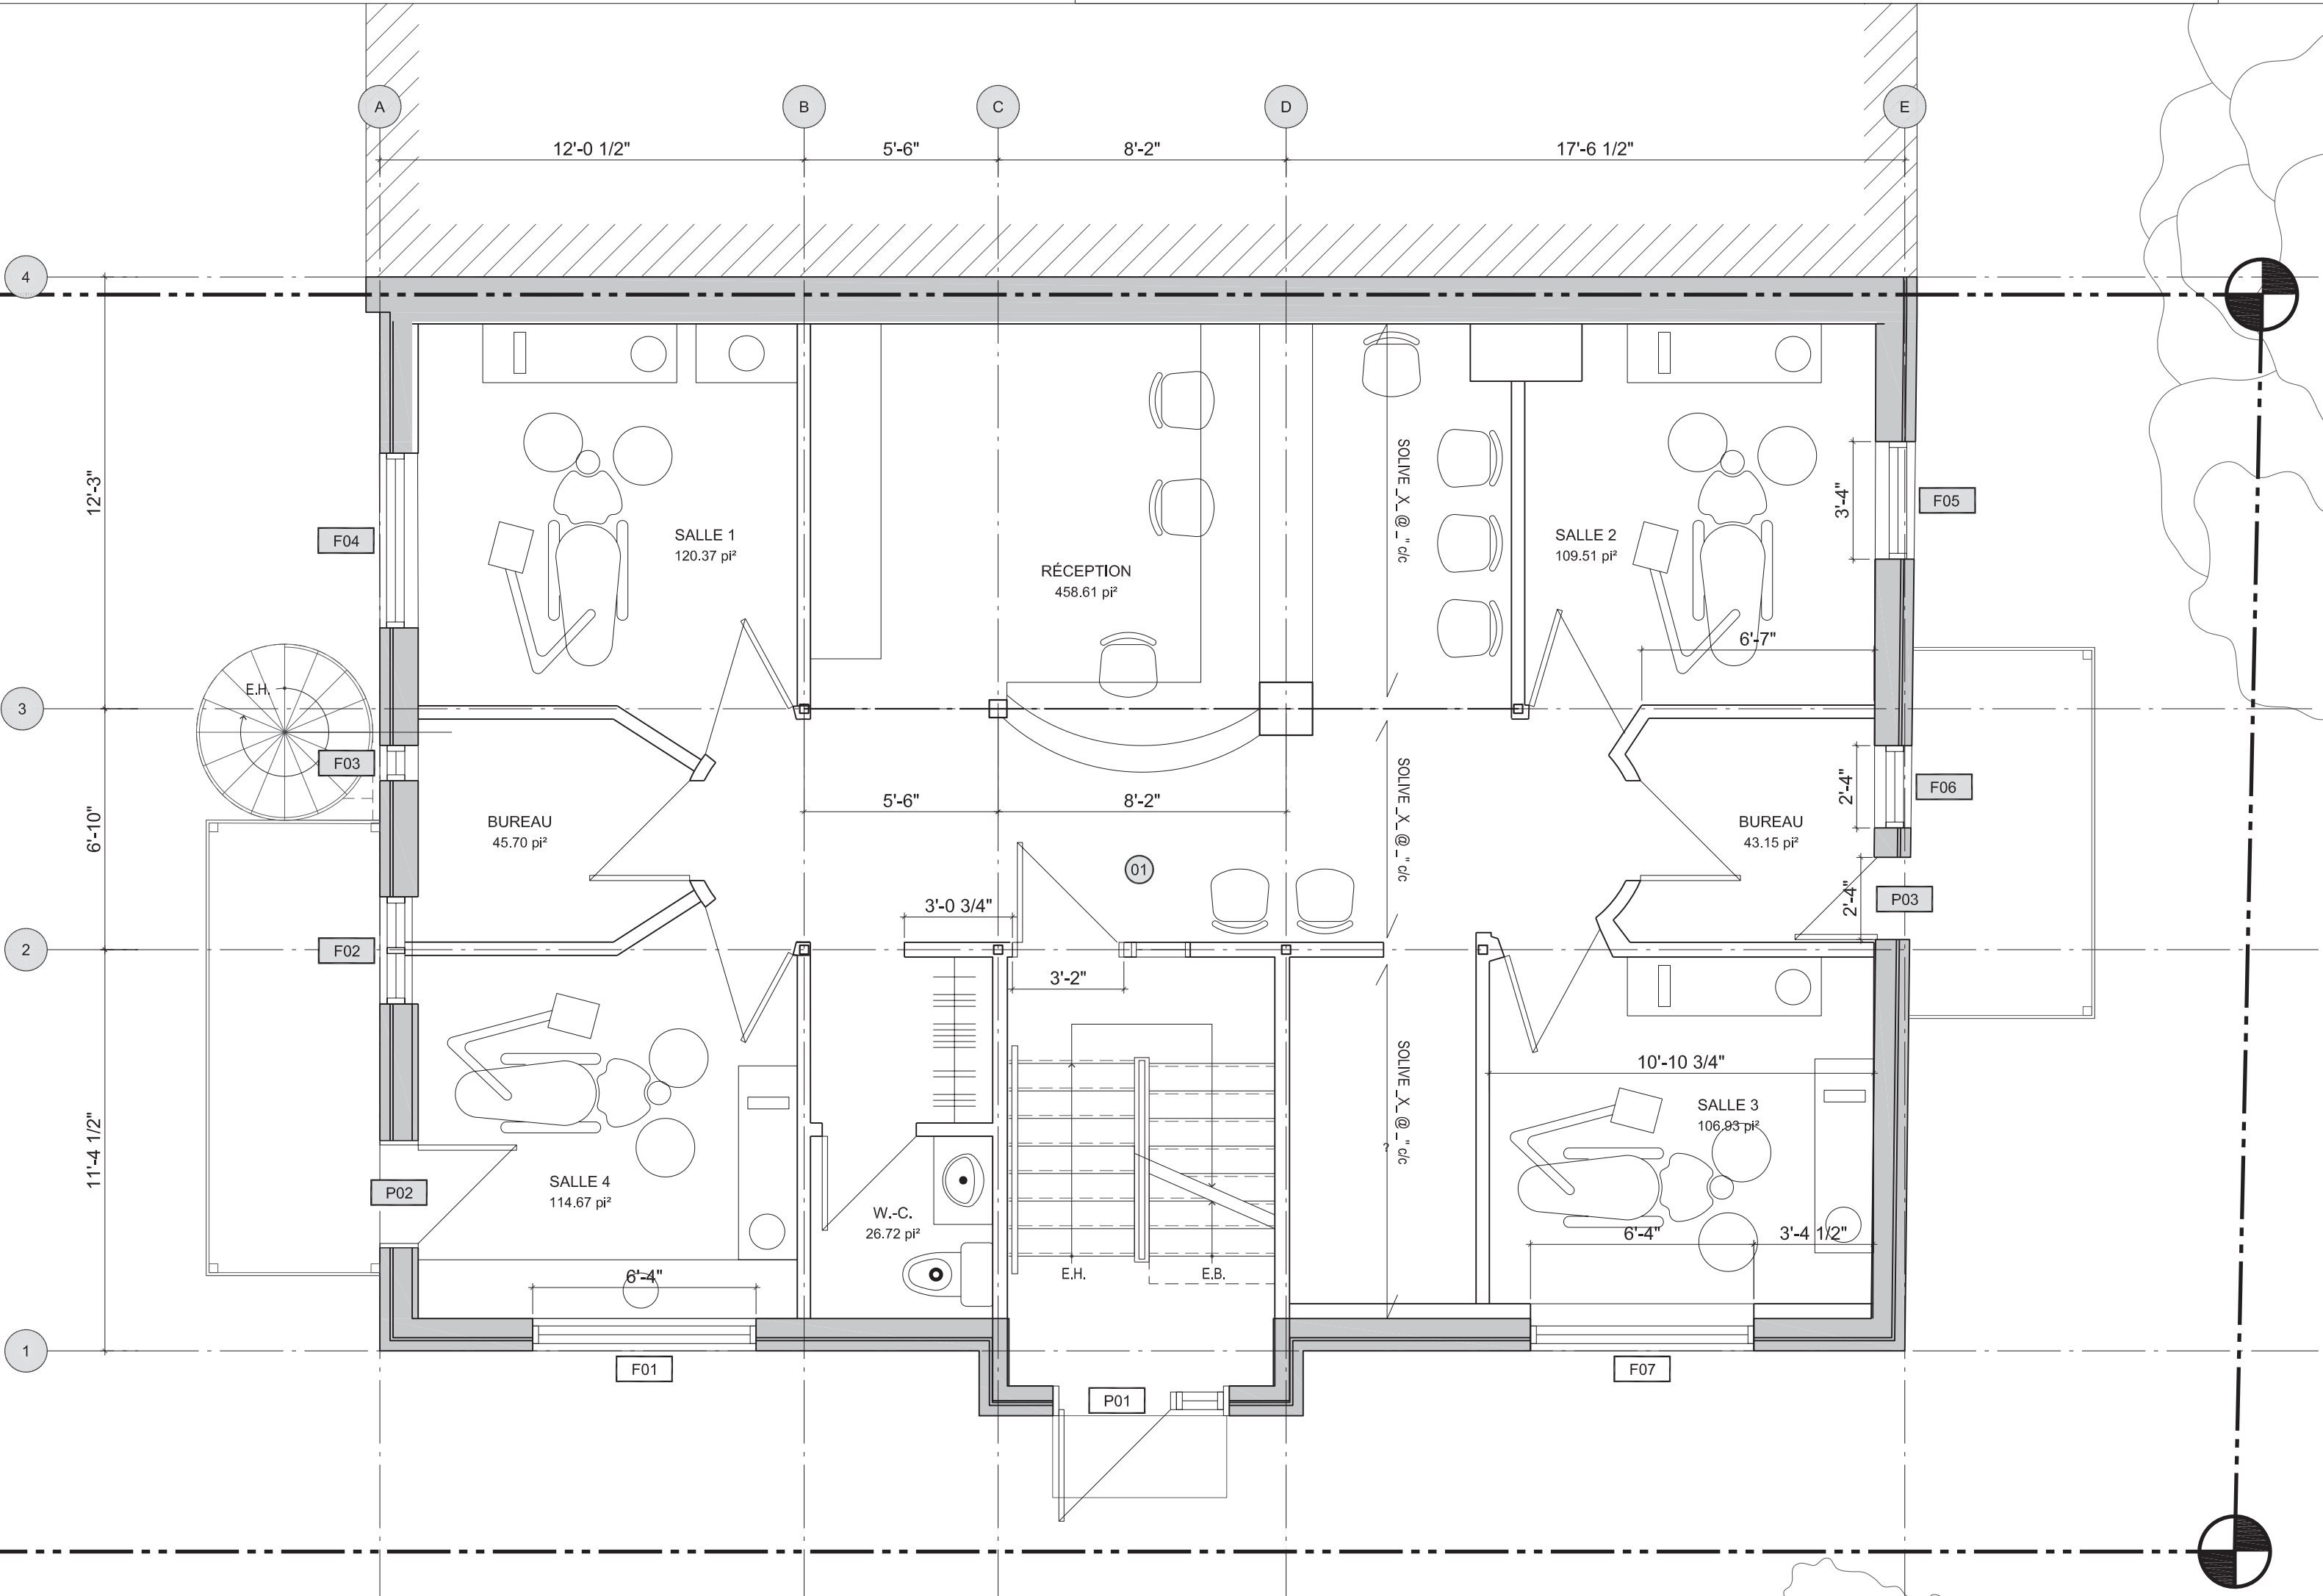 A
B
C
D
E
12'-0 1/2"
5'-6"
8'-2"
17'-6 1/2"
4
12'-3"
F04
SALLE 1
120.37 pi²
RÉCEPTION
458.61 pi²
SOLIVE_X_@_" c/c
SALLE 2
109.51 pi²
3'-4"
F05
6'-7"
E.H.
3
F03
6'-10"
BUREAU
45.70 pi²
5'-6"
8'-2"
01
SOLIVE_X_@_" c/c
BUREAU
43.15 pi²
2'-4"
F06
2'-4"
P03
2
F02
3'-0 3/4"
3'-2"
11'-4 1/2"
P02
SALLE 4
114.67 pi²
W.-C.
26.72 pi²
SOLIVE_X_@_" c/c
?
10'-10 3/4"
SALLE 3
106.93 pi²
6'-4"
3'-4 1/2"
6'-4"
E.H.
E.B.
1
F01
P01
F07